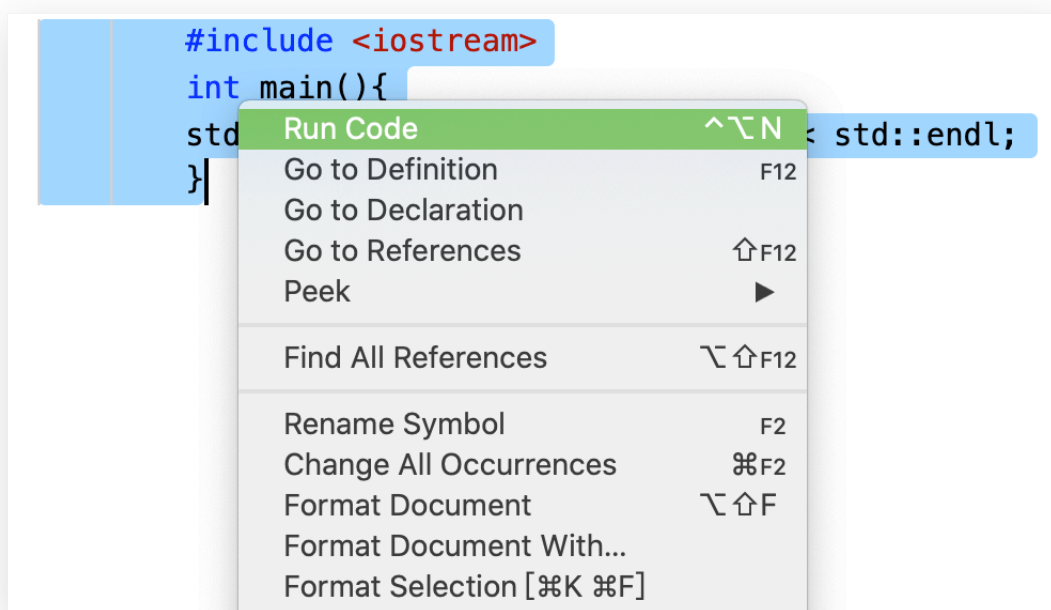 #include <iostream>
int main(){
std < std::endl;
}
Run Code ^⌥N
Go to Definition F12
Go to Declaration
Go to References ⇧F12
Peek ▶
Find All References ⌥⇧F12
Rename Symbol F2
Change All Occurrences ⌘F2
Format Document ⌥⇧F
Format Document With...
Format Selection [⌘K ⌘F]